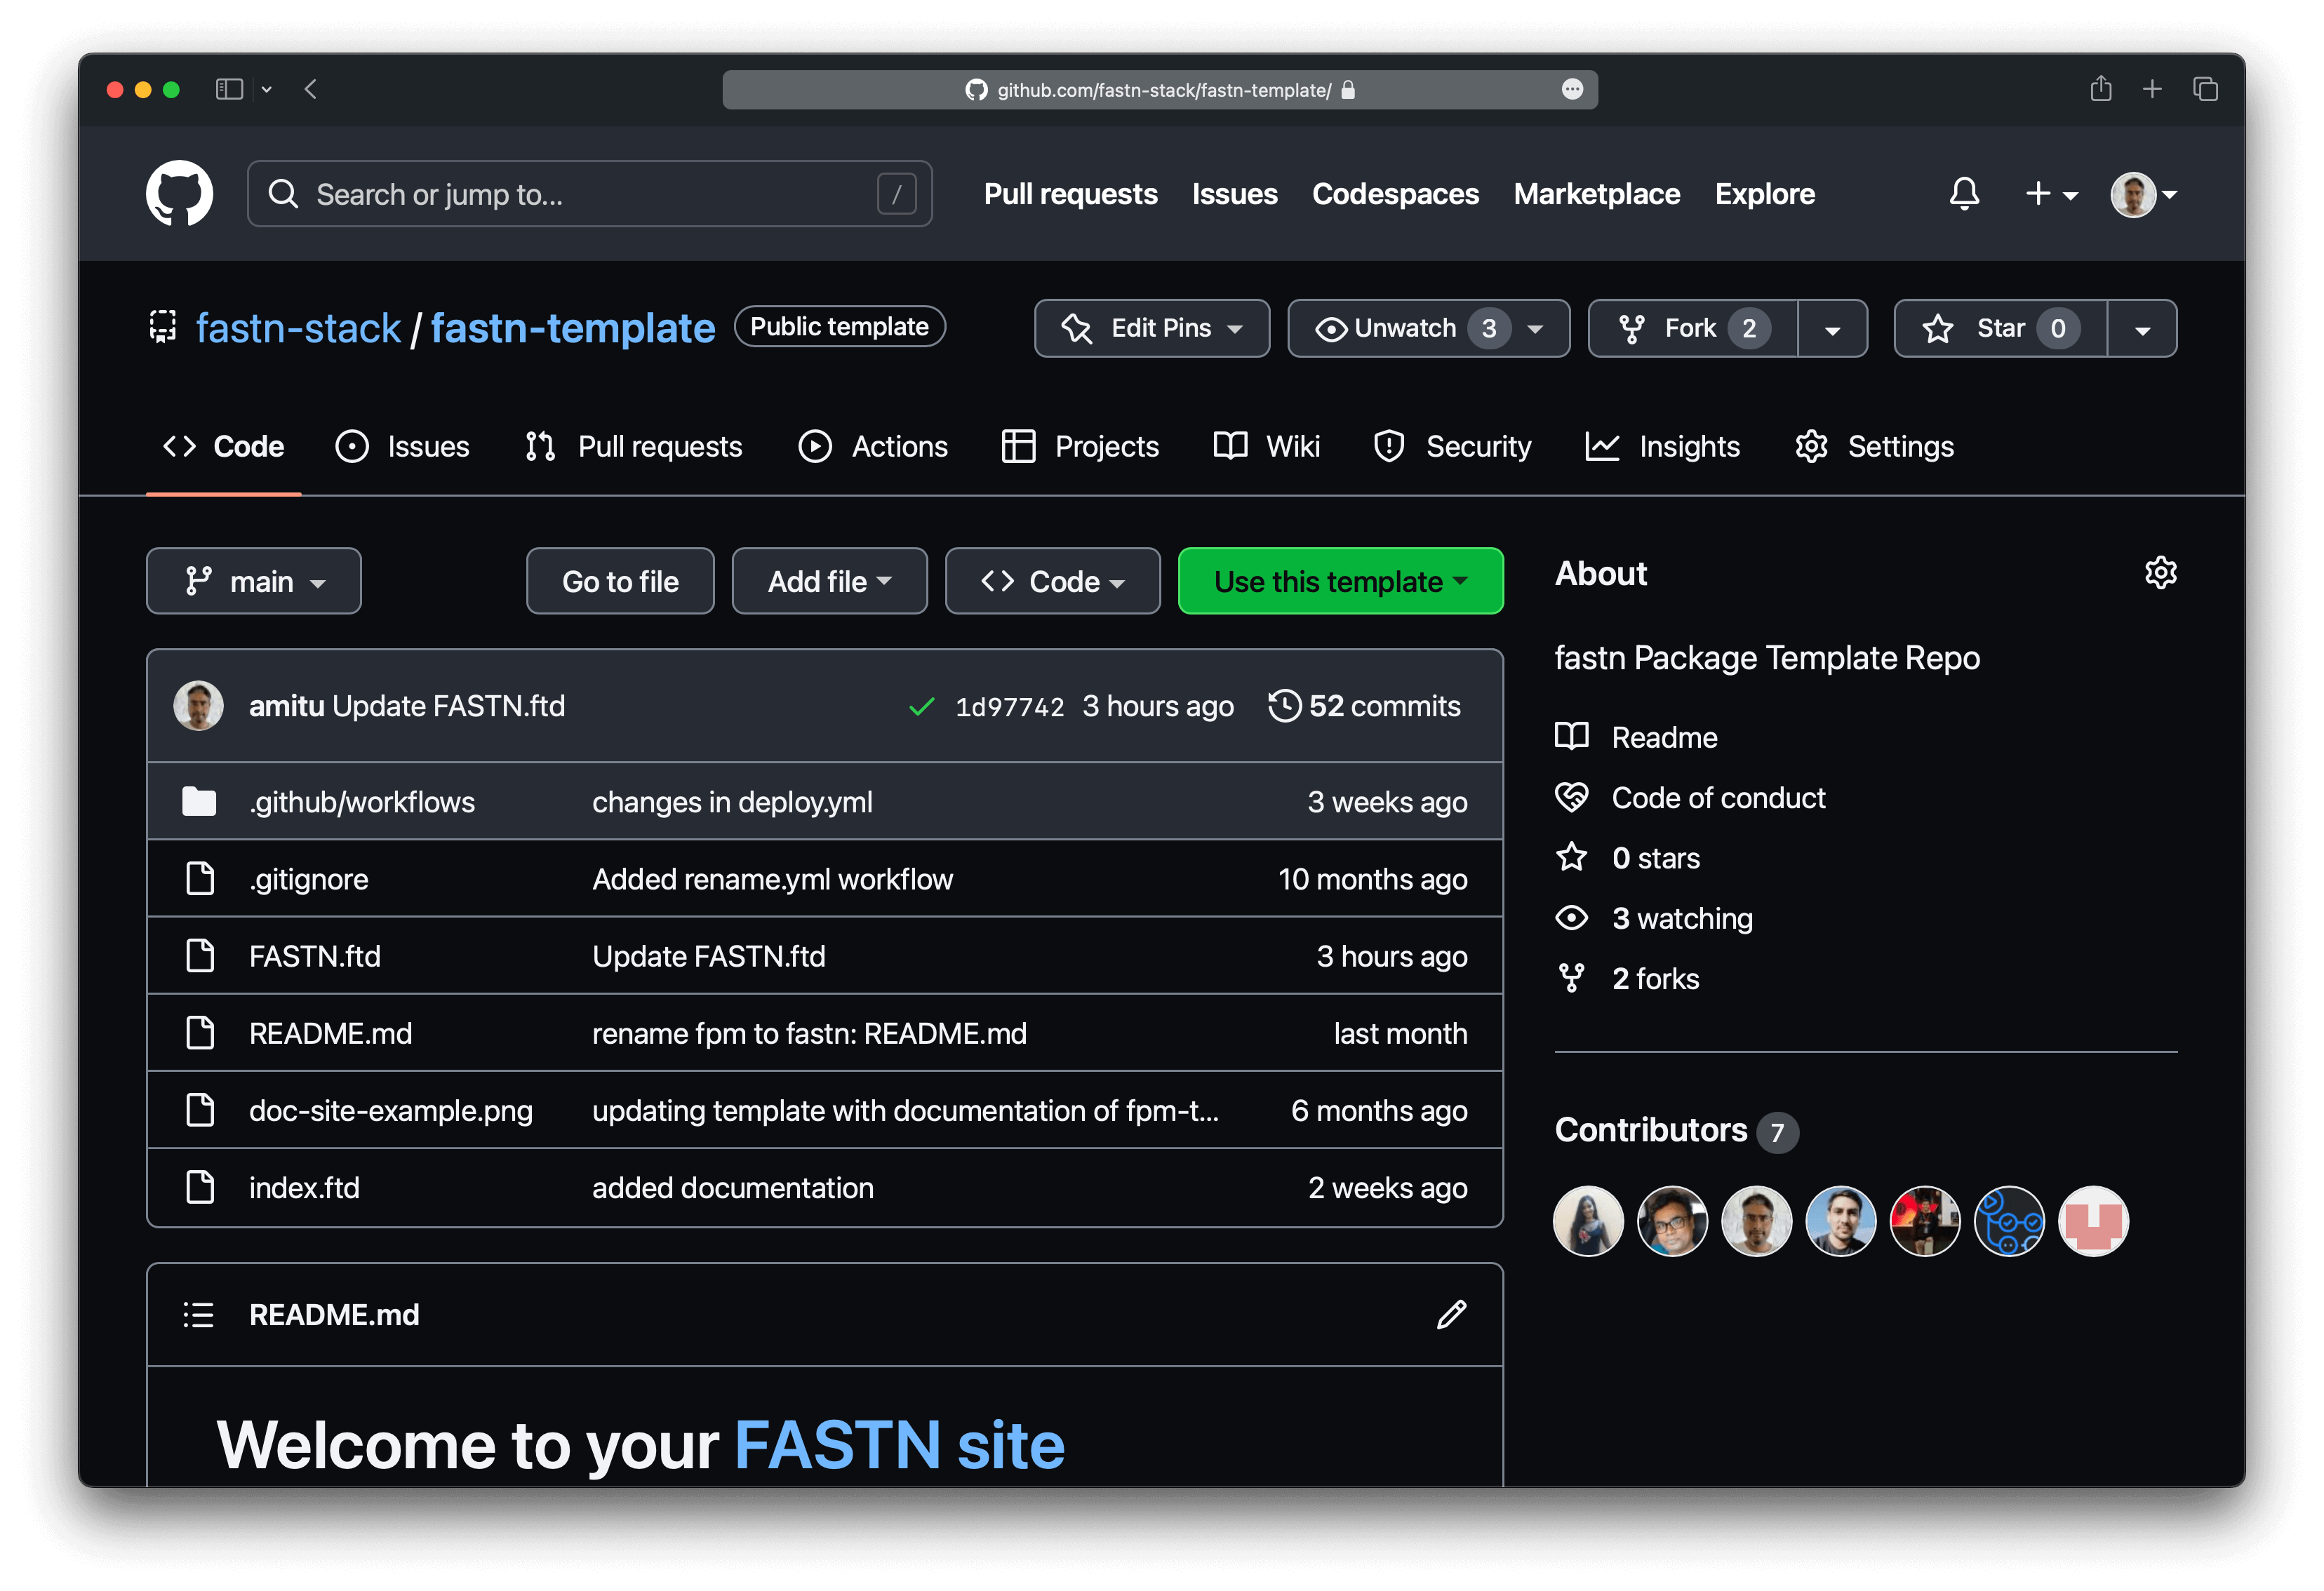 github.com/fastn-stack/fastn-template/
Search or jump to...
/
Pull requests
Issues
Codespaces
Marketplace
Explore
fastn-stack / fastn-template
Public template
Edit Pins
Unwatch 3
Fork 2
Star 0
Code
Issues
Pull requests
Actions
Projects
Wiki
Security
Insights
Settings
main
Go to file
Add file
Code
Use this template
amitu Update FASTN.ftd
1d97742
3 hours ago
52 commits
.github/workflows
changes in deploy.yml
3 weeks ago
.gitignore
Added rename.yml workflow
10 months ago
FASTN.ftd
Update FASTN.ftd
3 hours ago
README.md
rename fpm to fastn: README.md
last month
doc-site-example.png
updating template with documentation of fpm-t...
6 months ago
index.ftd
added documentation
2 weeks ago
README.md
Welcome to your FASTN site
About
fastn Package Template Repo
Readme
Code of conduct
0 stars
3 watching
2 forks
Contributors 7